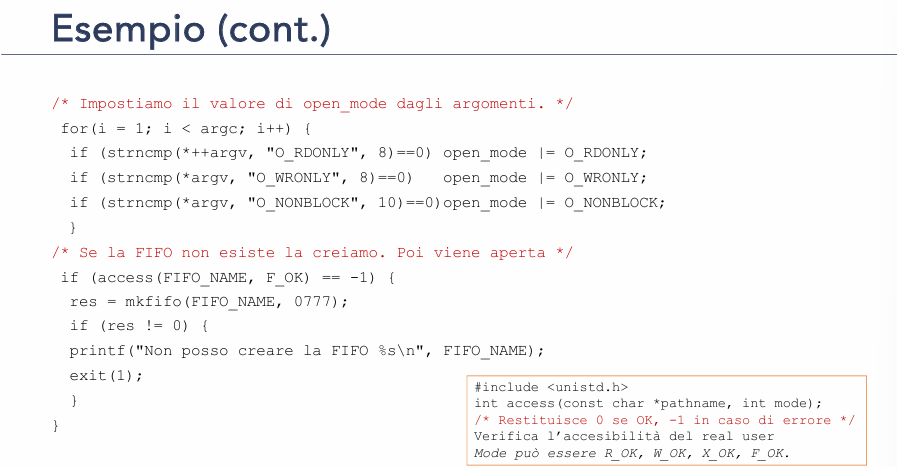 Esempio (cont.)
/* Impostiamo il valore di open_mode dagli argomenti. */
for(i = 1; i < argc; i++) {
if (strncmp(*++argv, "O_RDONLY", 8)==0) open_mode |= O_RDONLY;
if (strncmp(*argv, "O_WRONLY", 8)==0) open_mode |= O_WRONLY;
if (strncmp(*argv, "O_NONBLOCK", 10)==0)open_mode |= O_NONBLOCK;
}
/* Se la FIFO non esiste la creiamo. Poi viene aperta */
if (access(FIFO_NAME, F_OK) == -1) {
res = mkfifo(FIFO_NAME, 0777);
if (res != 0) {
printf("Non posso creare la FIFO %s\n", FIFO_NAME);
exit(1);
}
}
#include <unistd.h>
int access(const char *pathname, int mode);
/* Restituisce 0 se OK, -1 in caso di errore */
Verifica l’accesibilità del real user
Mode può essere R_OK, W_OK, X_OK, F_OK.